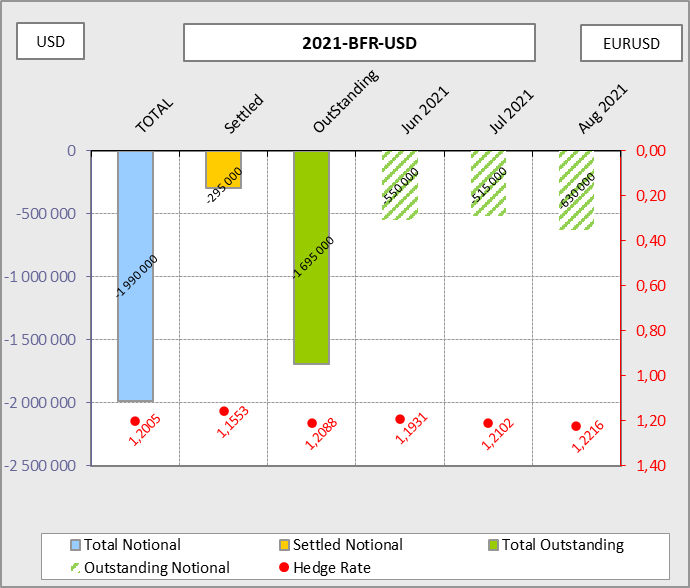 USD
2021-BFR-USD
EURUSD
TOTAL
Settled
OutStanding
Jun 2021
Jul 2021
Aug 2021
0
-500 000
-1 000 000
-1 500 000
-2 000 000
-2 500 000
-1 990 000
-295 000
-1 695 000
-550 000
-515 000
-630 000
1,2005
1,1553
1,2088
1,1931
1,2102
1,2216
0,00
0,20
0,40
0,60
0,80
1,00
1,20
1,40
Total Notional
Settled Notional
Total Outstanding
Outstanding Notional
Hedge Rate